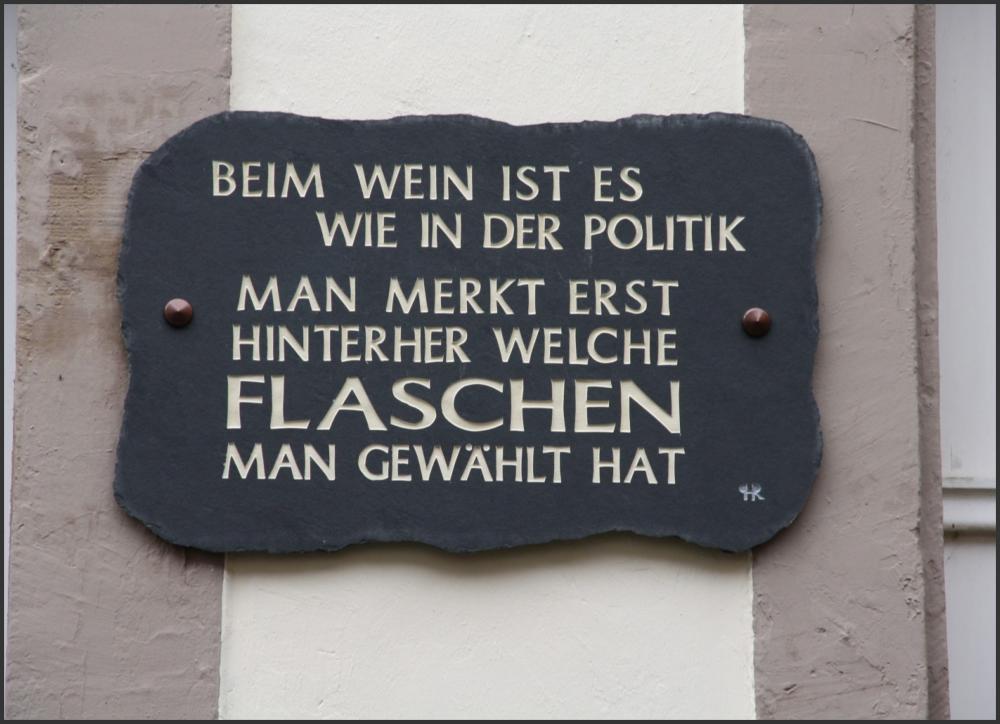 BEIM WEIN IST ES
WIE IN DER POLITIK
MAN MERKT ERST
HINTERHER WELCHE
FLASCHEN
MAN GEWÄHLT HAT